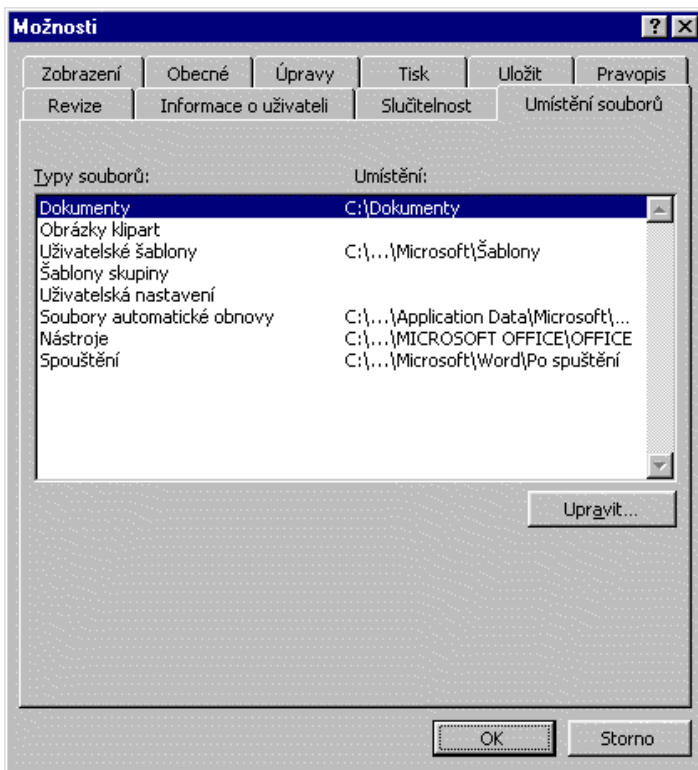 Možnosti
Zobrazení Obecné Úpravy Tisk Uložit Pravopis
Revize Informace o uživateli Slučitelnost Umístění souborů
Typy souborů: Umístění:
Dokumenty C:\Dokumenty
Obrázky klipart
Uživatelské šablony C:\...\Microsoft\Šablony
Šablony skupiny
Uživatelská nastavení
Soubory automatické obnovy C:\...\Application Data\Microsoft\...
Nástroje C:\...\MICROSOFT OFFICE\OFFICE
Spouštění C:\...\Microsoft\Word\Po spuštění
Upravit...
OK Storno